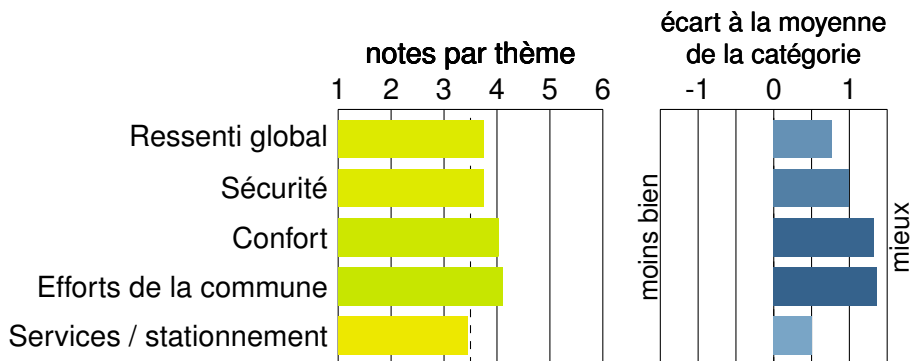 notes par thème
1 2 3 4 5 6
Ressenti global
Sécurité
Confort
Efforts de la commune
Services / stationnement
écart à la moyenne
de la catégorie
-1 0 1
moins bien
mieux